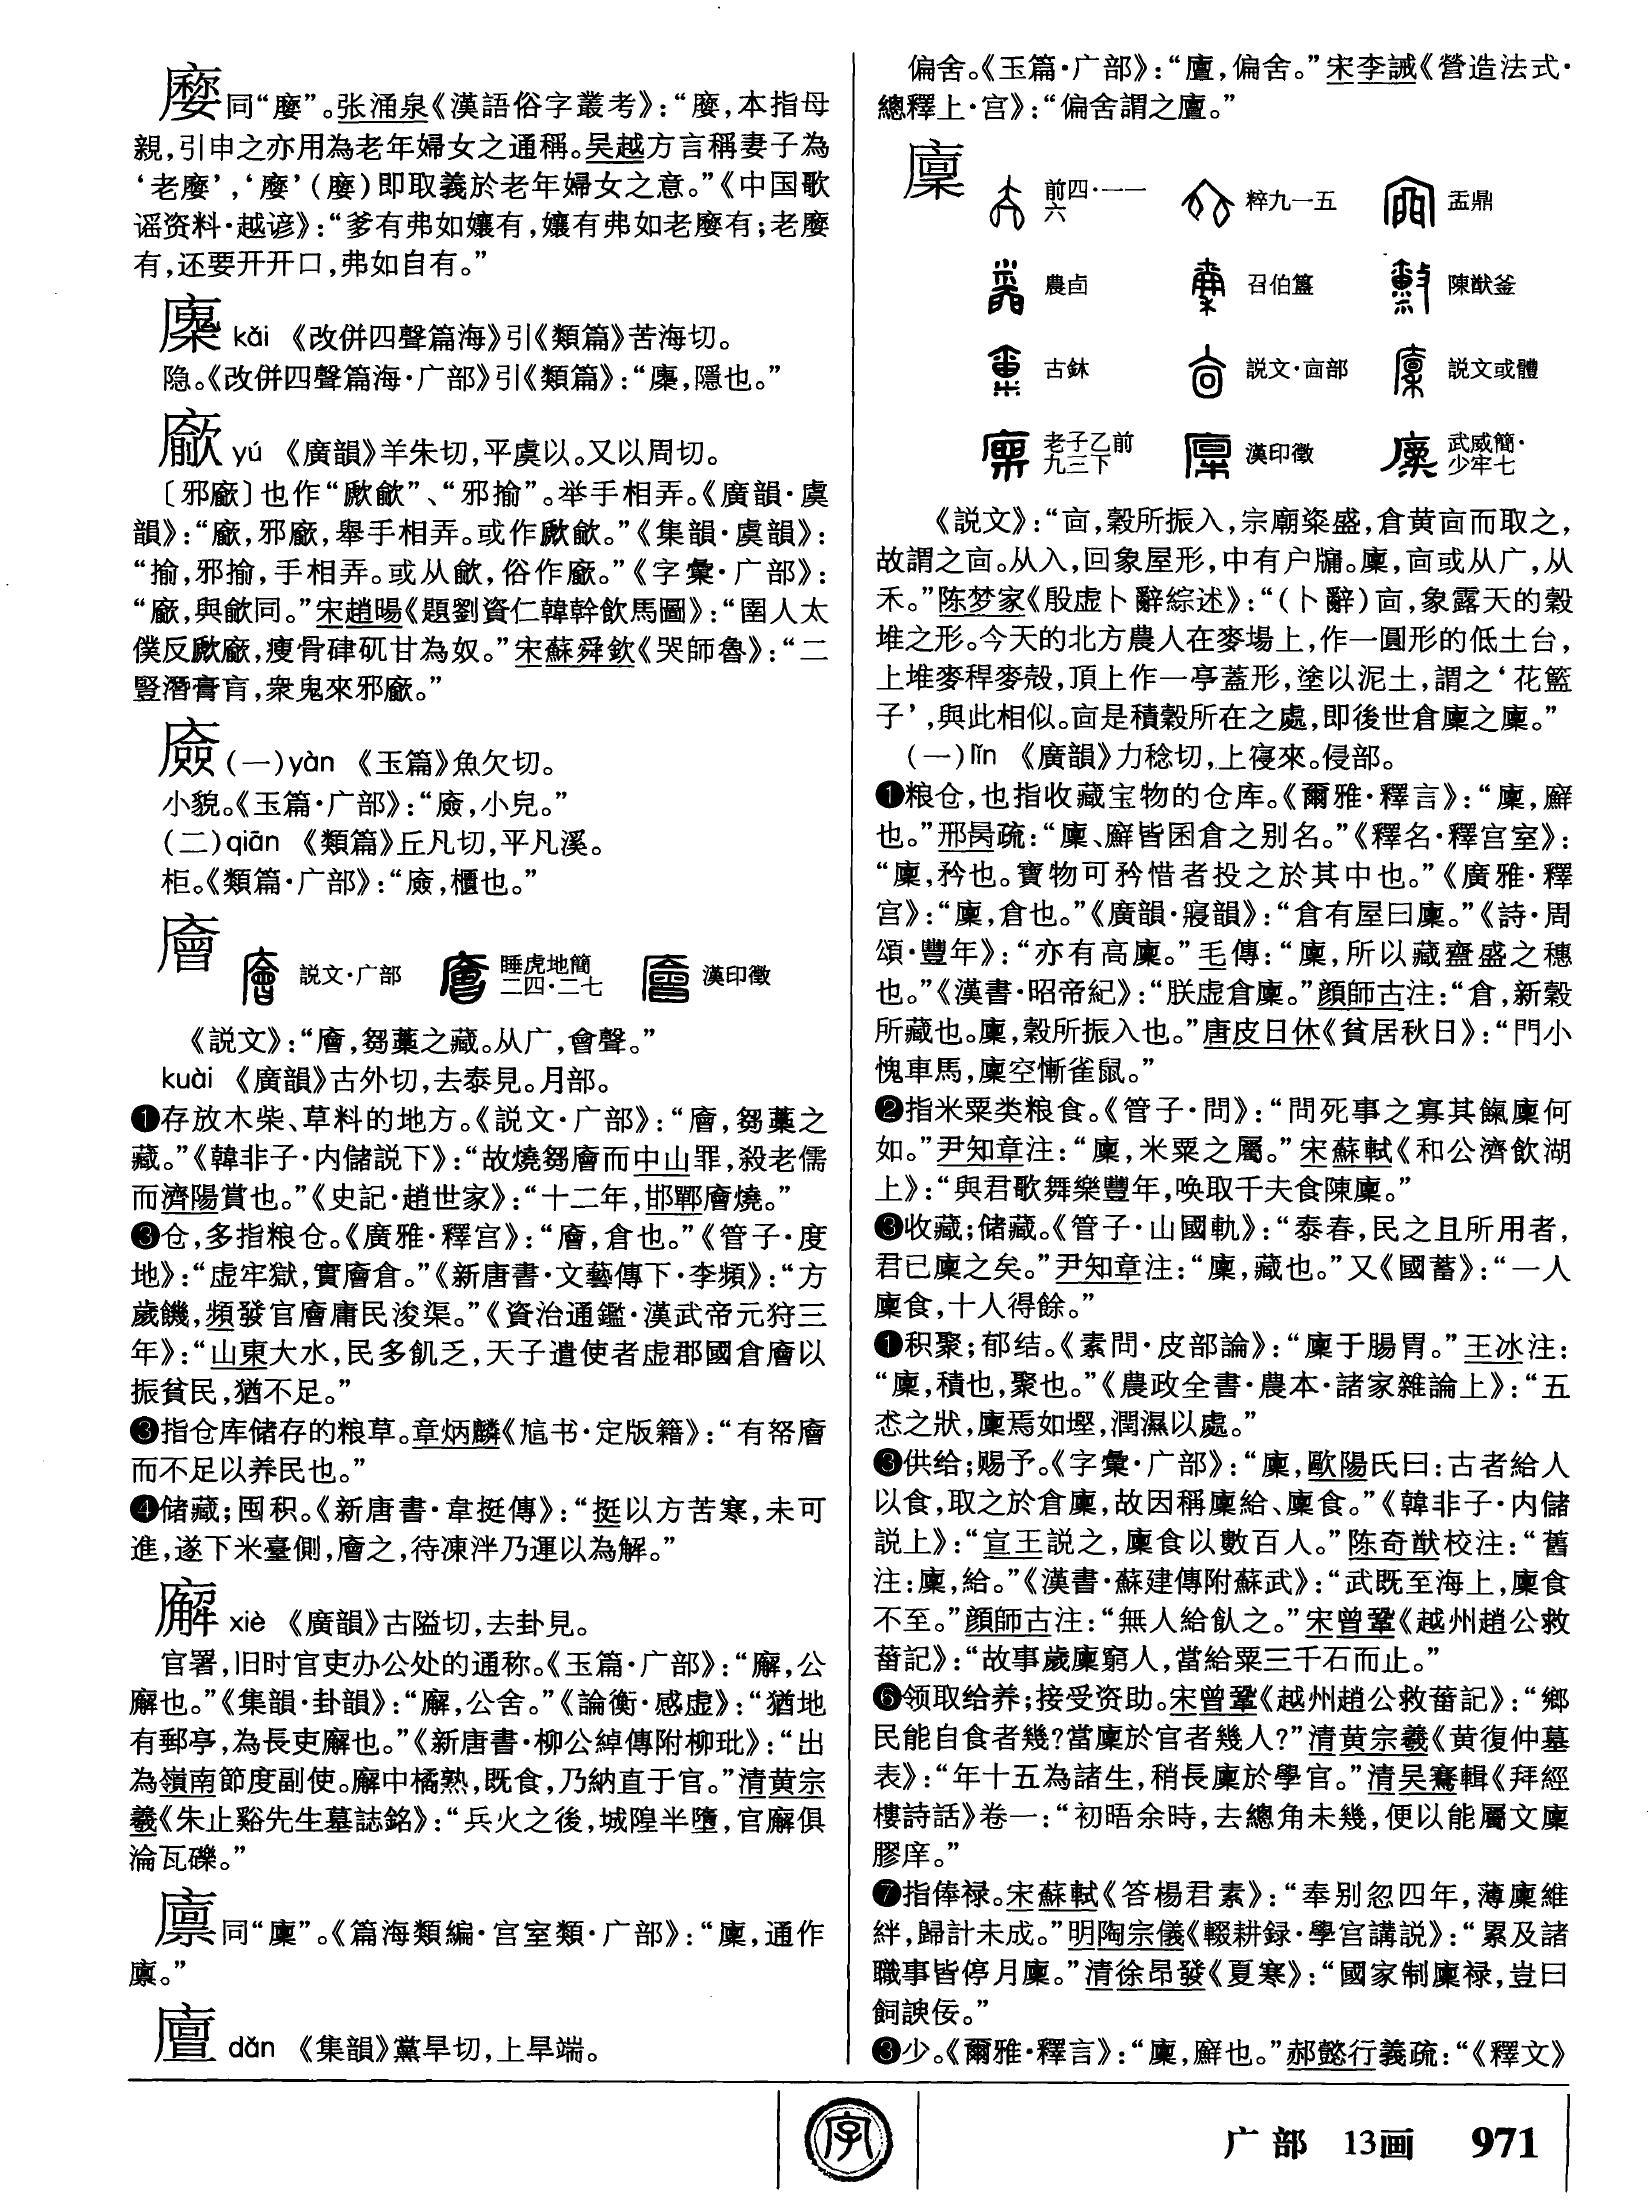 同“㜷”。张涌泉《漢語俗字叢考》：“，本指母
親，引申之亦用為老年婦女之通稱。吴越方言稱妻子為
即取義於老年婦女之意。”《中国歌
谣资料·越谚》：“爹有弗如孃有，孃有弗如老有；老
有，还要开开口，弗如自有。”
kǎi 《改併四聲篇海》引《類篇》苦海切。
隐。《改併四聲篇海·广部》引《類篇》：“，隱也。”
yú 《廣韻》羊朱切，平虞以。又以周切。
〔邪〕也作“歋歈”、“邪揄”。举手相弄。《廣韻·虞
韻》：“，邪，舉手相弄。或作歋歈。”《集韻·虞韻》：
“揄，邪揄，手相弄。或从歈，俗作。”《字彙·广部》：
“，與歈同。”宋趙暘《題劉資仁韓幹飲馬圖》：“圉人太
僕反歋，瘦骨硉矹甘為奴。”宋蘇舜欽《哭師魯》：“二
豎潛膏肓，衆鬼來邪。”
(一)yàn 《玉篇》魚欠切。
小貌。《玉篇·广部》：“，小皃。”
(二)qiān 《類篇》丘凡切，平凡溪。
柜。《類篇·广部》：“，櫃也。”
廥
説文·广部 睡虎地簡二四·二七 漢印徵
《説文》：“廥，芻藁之藏。从广，會聲。”
kuài 《廣韻》古外切，去泰見。月部。
❶存放木柴、草料的地方。《説文·广部》：“廥，芻藁之
藏。”《韓非子·内儲説下》：“故燒芻廥而中山罪，殺老儒
而濟陽賞也。”《史記·趙世家》：“十二年，邯鄲廥燒。”
❸仓，多指粮仓。《廣雅·釋宫》：“廥，倉也。”《管子·度
地》：“虚牢獄，實廥倉。”《新唐書·文藝傳下·李頻》：“方
歲饑，頻發官廥庸民浚渠。”《資治通鑑·漢武帝元狩三
年》：“山東大水，民多飢乏，天子遣使者虚郡國倉廥以
振貧民，猶不足。”
❸指仓库储存的粮草。章炳麟《訄书·定版籍》：“有帑廥
而不足以养民也。”
❹储藏；囤积。《新唐書·韋挺傳》：“挺以方苦寒，未可
進，遂下米臺側，廥之，待凍泮乃運以為解。”
廨 xiè 《廣韻》古隘切，去卦見。
官署，旧时官吏办公处的通称。《玉篇·广部》：“廨，公
廨也。”《集韻·卦韻》：“廨，公舍。”《論衡·感虚》：“猶地
有郵亭，為長吏廨也。”《新唐書·柳公綽傳附柳玭》：“出
為嶺南節度副使。廨中橘熟，既食，乃納直于官。”清黄宗
羲《朱止谿先生墓誌銘》：“兵火之後，城隍半墮，官廨俱
淪瓦礫。”
廪同“廩”。《篇海類編·宫室類·广部》：“廩，通作
廪。”
dǎn 《集韻》黨旱切，上旱端。
偏舍。《玉篇·广部》：“，偏舍。”宋李誡《營造法式·
總釋上·宫》：“偏舍謂之。”
廩
前四·一一六 粹九一五 盂鼎
農卣 召伯簋 陳猷釜
古鉥 説文·㐭部 説文或體
老子乙前九三下 漢印徵 武威簡·少牢七
《説文》：“㐭，穀所振入，宗廟粢盛，倉黄㐭而取之，
故謂之㐭。从入，回象屋形，中有户牖。廩，㐭或从广，从
禾。”陈梦家《殷虚卜辭綜述》：“(卜辭)㐭，象露天的穀
堆之形。今天的北方農人在麥場上，作一圓形的低土台，
上堆麥稈麥殻，頂上作一亭蓋形，塗以泥土，謂之‘花籃
子’，與此相似。㐭是積穀所在之處，即後世倉廩之廩。”
(一)lǐn 《廣韻》力稔切，上寑來。侵部。
❶粮仓，也指收藏宝物的仓库。《爾雅·釋言》：“廩，廯
也。”邢昺疏：“廩、廯皆囷倉之别名。”《釋名·釋宫室》：
“廩，矜也。寶物可矜惜者投之於其中也。”《廣雅·釋
宫》：“廩，倉也。”《廣韻·寑韻》：“倉有屋曰廩。”《詩·周
頌·豐年》：“亦有高廩。”毛傳：“廩，所以藏齍盛之穗
也。”《漢書·昭帝紀》：“朕虚倉廩。”顔師古注：“倉，新穀
所藏也。廩，穀所振入也。”唐皮日休《貧居秋日》：“門小
愧車馬，廩空慚雀鼠。”
❷指米粟类粮食。《管子·問》：“問死事之寡其餼廩何
如。”尹知章注：“廩，米粟之屬。”宋蘇軾《和公濟飲湖
上》：“與君歌舞樂豐年，唤取千夫食陳廩。”
❸收藏；储藏。《管子·山國軌》：“泰春，民之且所用者，
君已廩之矣。”尹知章注：“廩，藏也。”又《國蓄》：“一人
廩食，十人得餘。”
❶积聚；郁结。《素問·皮部論》：“廩于腸胃。”王冰注：
“廩，積也，聚也。”《農政全書·農本·諸家雜論上》：“五
恋之狀，廩焉如堊，潤濕以處。”
❸供给；赐予。《字彙·广部》：“廩，歐陽氏曰：古者給人
以食，取之於倉廩，故因稱廩給、廩食。”《韓非子·内儲
説上》：“宣王説之，廩食以數百人。”陈奇猷校注：“舊
注：廩，給。”《漢書·蘇建傳附蘇武》：“武既至海上，廩食
不至。”顔師古注：“無人給飤之。”宋曾鞏《越州趙公救
菑記》：“故事歲廩窮人，當給粟三千石而止。”
❻领取给养；接受资助。宋曾鞏《越州趙公救菑記》：“鄉
民能自食者幾？當廩於官者幾人？”清黄宗羲《黄復仲墓
表》：“年十五為諸生，稍長廩於學官。”清吴騫輯《拜經
樓詩話》卷一：“初晤余時，去總角未幾，便以能屬文廩
膠庠。”
❼指俸禄。宋蘇軾《答楊君素》：“奉别忽四年，薄廩維
絆，歸計未成。”明陶宗儀《輟耕録·學宫講説》：“累及諸
職事皆停月廩。”清徐昂發《夏寒》：“國家制廩禄，豈曰
飼諛佞。”
❸少。《爾雅·釋言》：“廩，廯也。”郝懿行義疏：“《釋文》
字
广部 13画 971